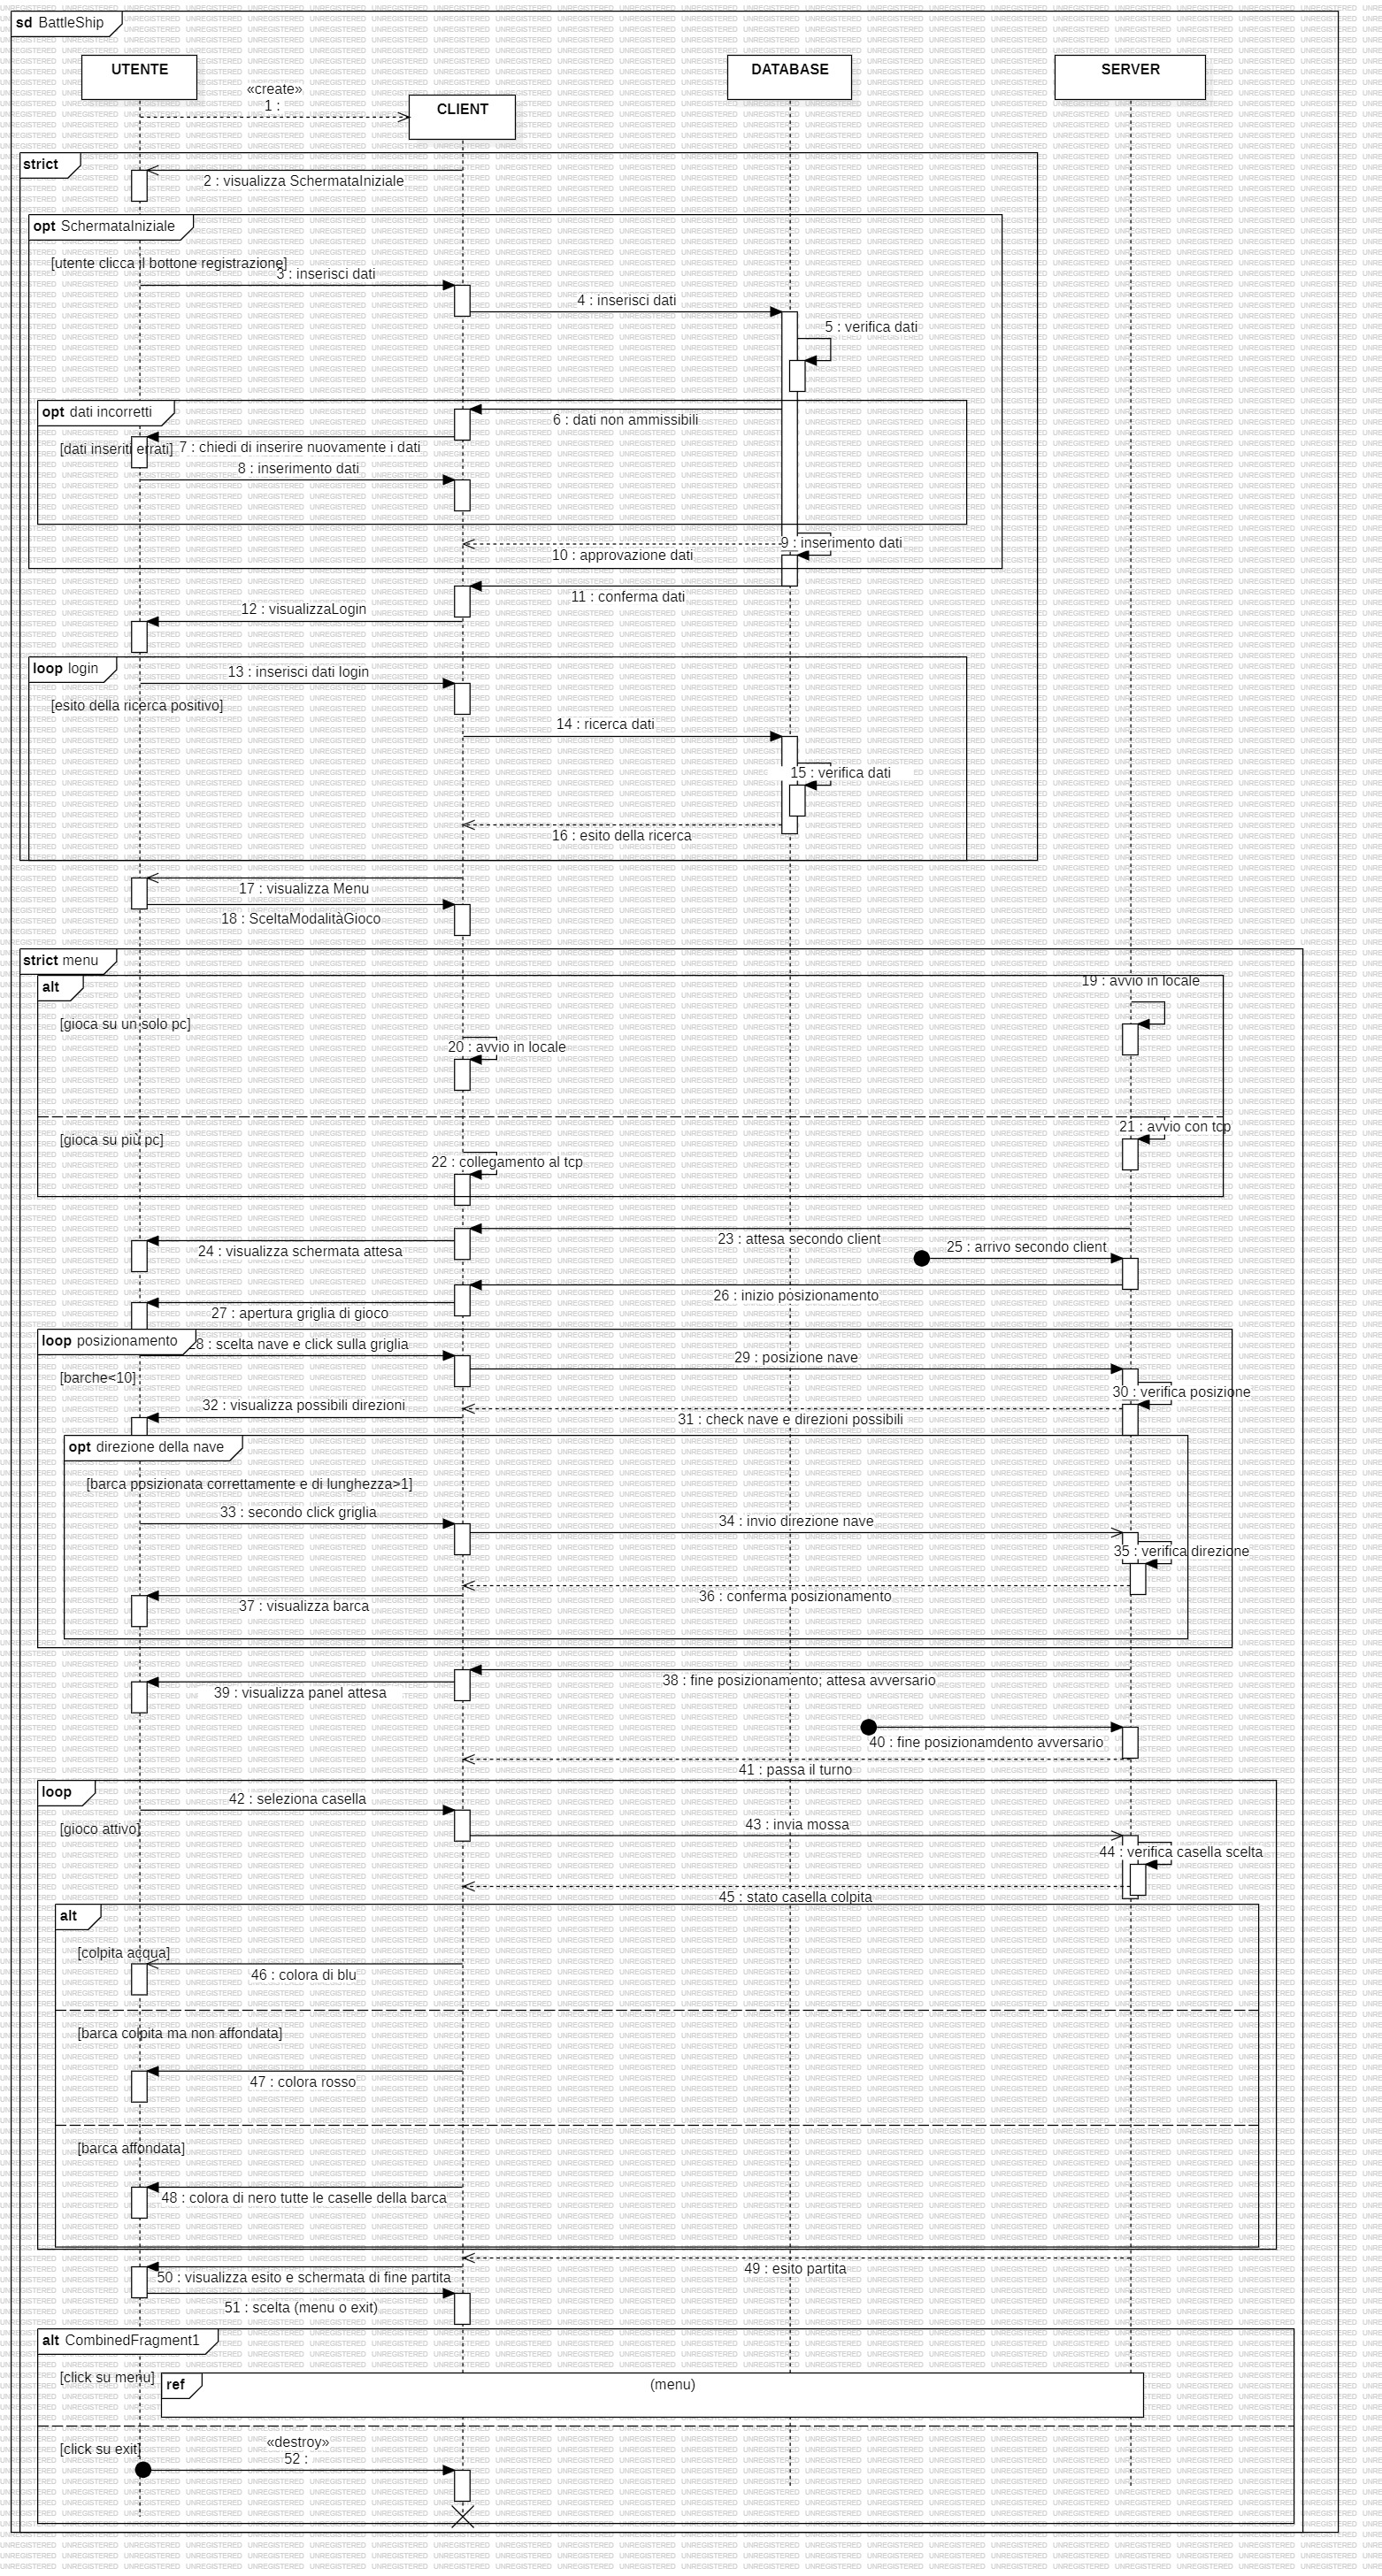 sd BattleShip
UTENTE
DATABASE
SERVER
«create»
1 :
CLIENT
strict
2 : visualizza SchermataIniziale
opt SchermataIniziale
[utente clicca il bottone registrazione]
3 : inserisci dati
4 : inserisci dati
5 : verifica dati
opt dati incorretti
6 : dati non ammissibili
[dati inseriti errati]
7 : chiedi di inserire nuovamente i dati
8 : inserimento dati
9 : inserimento dati
10 : approvazione dati
11 : conferma dati
12 : visualizzaLogin
loop login
13 : inserisci dati login
[esito della ricerca positivo]
14 : ricerca dati
15 : verifica dati
16 : esito della ricerca
17 : visualizza Menu
18 : SceltaModalitàGioco
strict menu
alt
19 : avvio in locale
[gioca su un solo pc]
20 : avvio in locale
21 : avvio con tcp
[gioca su più pc]
22 : collegamento al tcp
23 : attesa secondo client
24 : visualizza schermata attesa
25 : arrivo secondo client
26 : inizio posizionamento
27 : apertura griglia di gioco
loop posizionamento
28 : scelta nave e click sulla griglia
29 : posizione nave
[barche<10]
30 : verifica posizione
32 : visualizza possibili direzioni
31 : check nave e direzioni possibili
opt direzione della nave
[barca posizionata correttamente e di lunghezza>1]
33 : secondo click griglia
34 : invio direzione nave
35 : verifica direzione
36 : conferma posizionamento
37 : visualizza barca
38 : fine posizionamento; attesa avversario
39 : visualizza panel attesa
40 : fine posizionamdento avversario
41 : passa il turno
loop
42 : seleziona casella
[gioco attivo]
43 : invia mossa
44 : verifica casella scelta
45 : stato casella colpita
alt
[colpita acqua]
46 : colora di blu
[barca colpita ma non affondata]
47 : colora rosso
[barca affondata]
48 : colora di nero tutte le caselle della barca
49 : esito partita
50 : visualizza esito e schermata di fine partita
51 : scelta (menu o exit)
alt CombinedFragment1
[click su menu]
ref
(menu)
[click su exit]
«destroy»
52 :